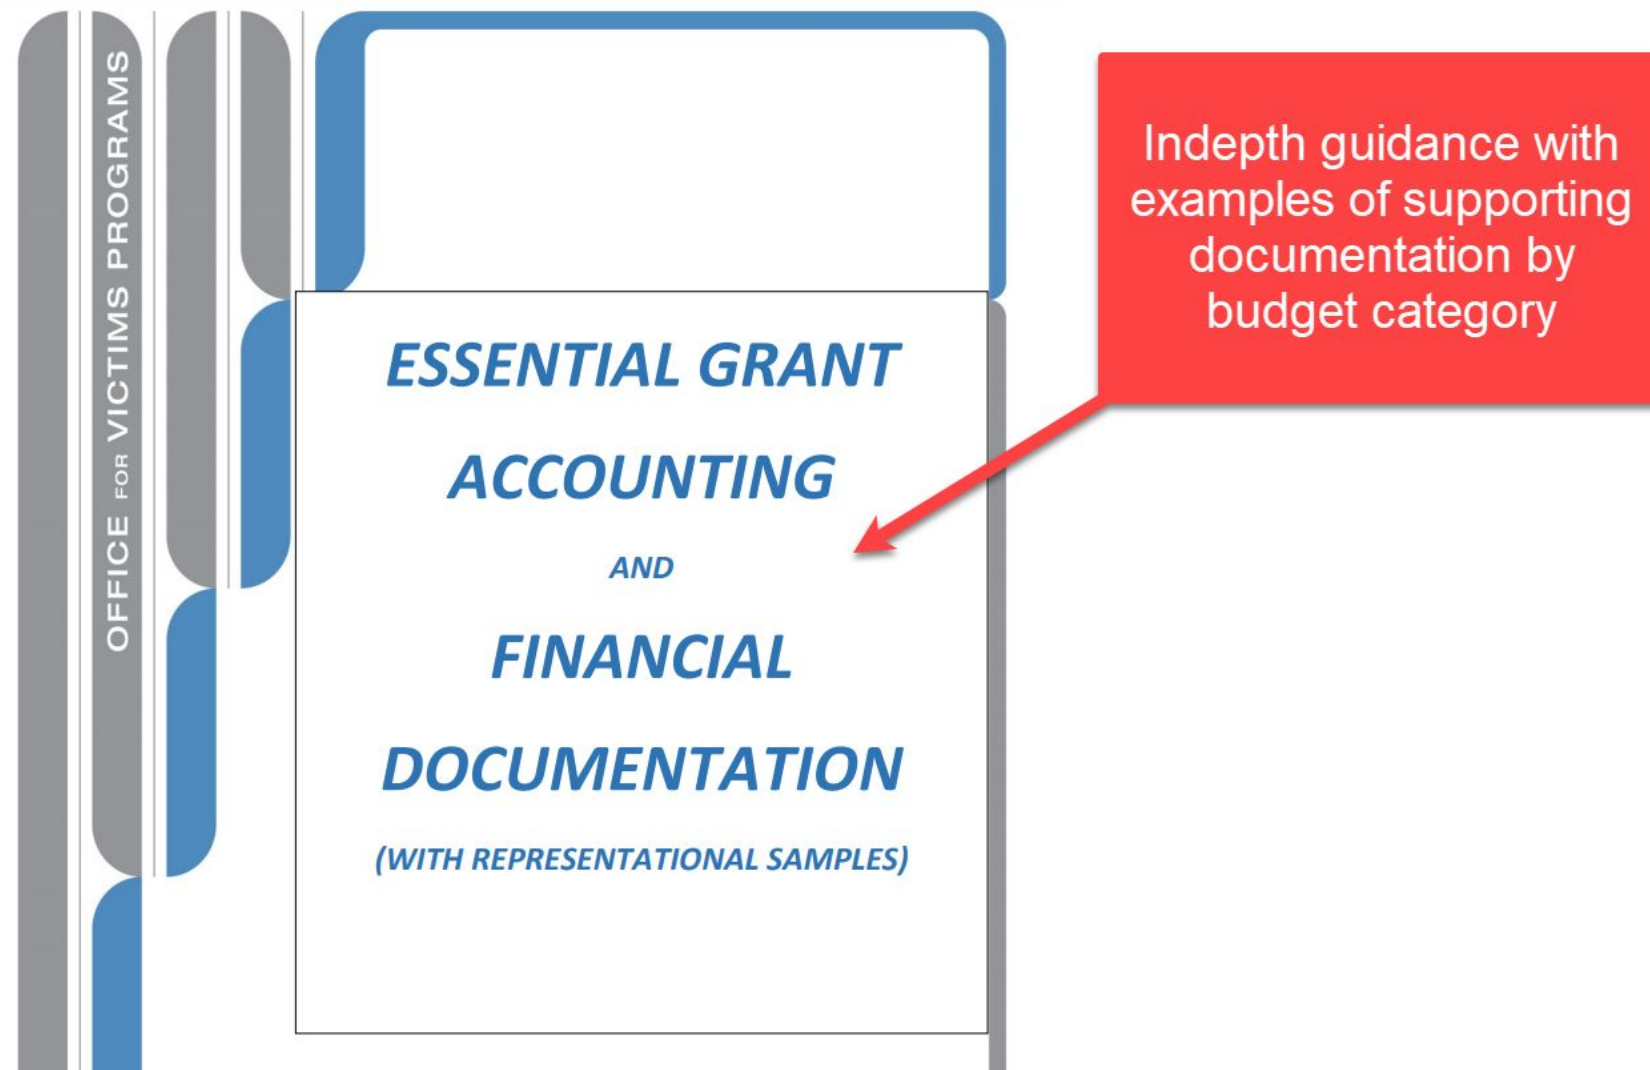 OFFICE FOR VICTIMS PROGRAMS
ESSENTIAL GRANT
ACCOUNTING
AND
FINANCIAL
DOCUMENTATION
(WITH REPRESENTATIONAL SAMPLES)
Indepth guidance with
examples of supporting
documentation by
budget category